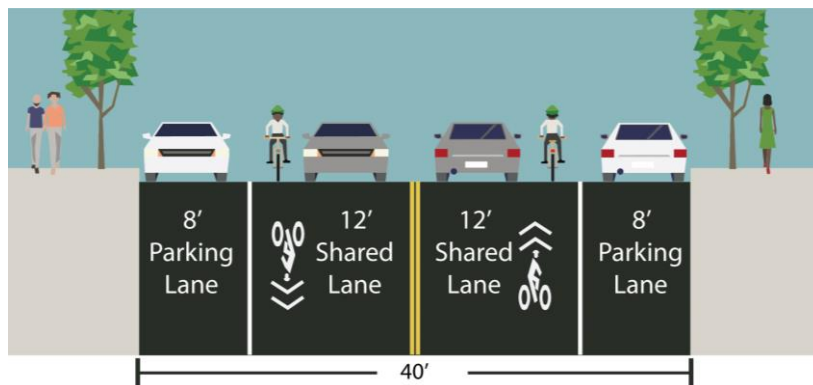 8’
Parking
Lane
12’
Shared
Lane
12’
Shared
Lane
8’
Parking
Lane
40’